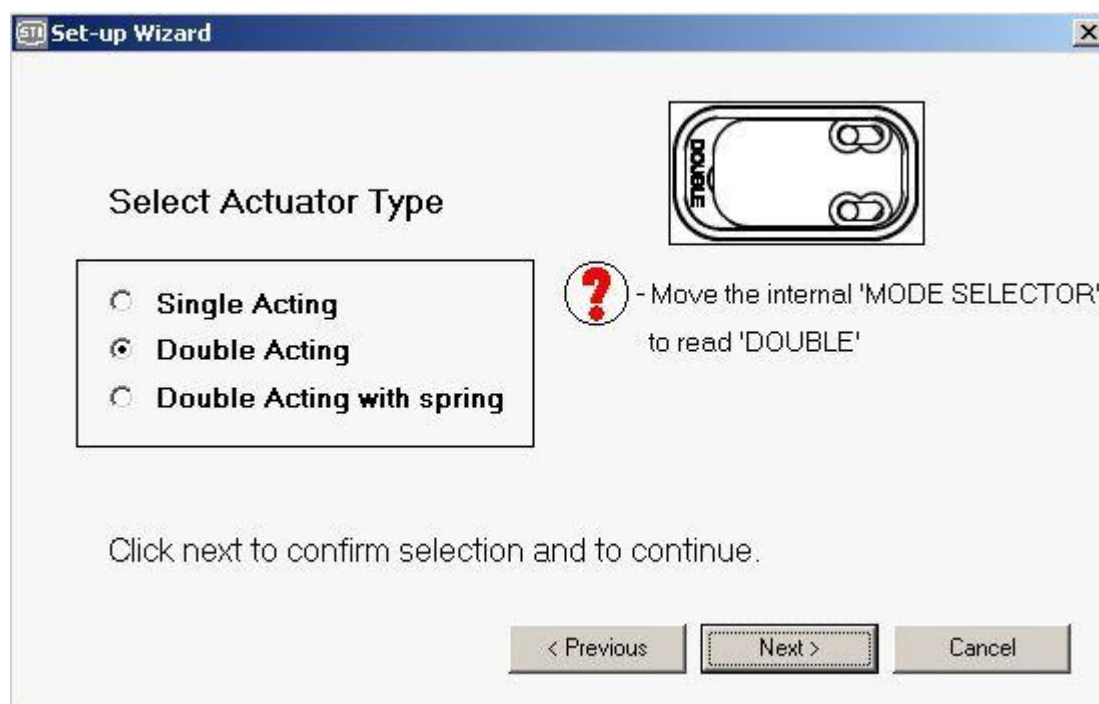 STI Set-up Wizard
DOUBLE
Select Actuator Type
Single Acting
Double Acting
Double Acting with spring
- Move the internal 'MODE SELECTOR'
to read 'DOUBLE'
Click next to confirm selection and to continue.
< Previous
Next >
Cancel